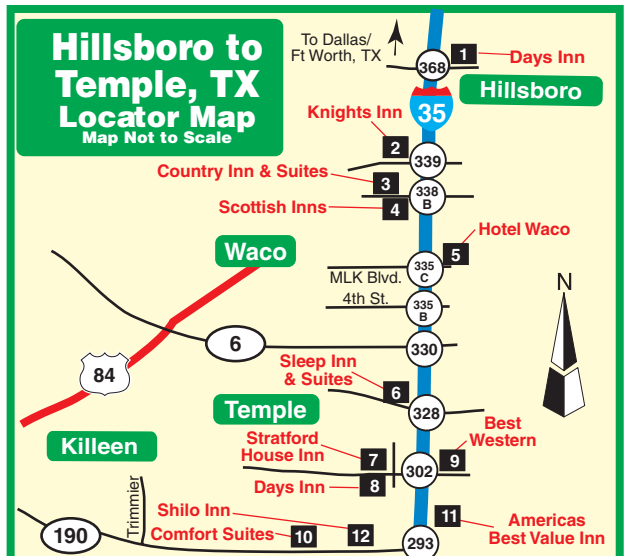 Hillsboro to
Temple, TX
Locator Map
Map Not to Scale
To Dallas/
Ft Worth, TX
368
1
Days Inn
Hillsboro
35
Knights Inn
2
339
Country Inn & Suites
3
338
B
Scottish Inns
4
Hotel Waco
5
Waco
335
C
MLK Blvd.
4th St.
335
B
N
6
330
84
Sleep Inn
& Suites
6
328
Temple
Killeen
Stratford
House Inn
7
Best
Western
9
302
Days Inn
8
Trimmier
Shilo Inn
12
Comfort Suites
10
11
Americas
Best Value Inn
190
293